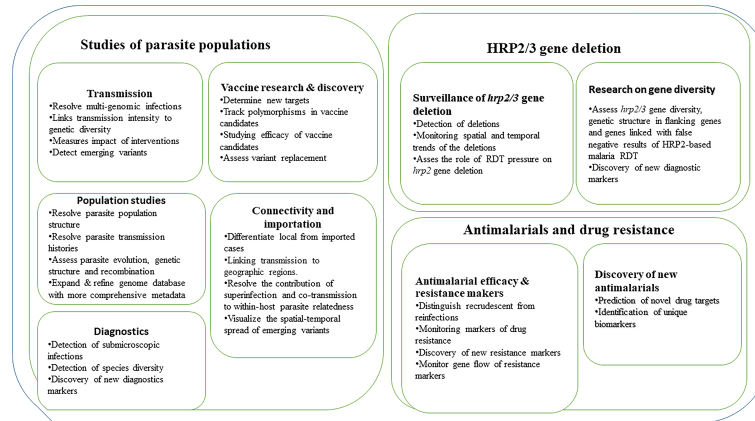 Studies of parasite populations
Transmission
•Resolve multi-genomic infections
•Links transmission intensity to
genetic diversity
•Measures impact of interventions
•Detect emerging variants
Vaccine research & discovery
•Determine new targets
•Track polymorphisms in vaccine
candidates
•Studying efficacy of vaccine
candidates
•Assess variant replacement
Population studies
•Resolve parasite population
structure
•Resolve parasite transmission
histories
•Assess parasite evolution, genetic
structure and recombination
•Expand & refine genome database
with more comprehensive metadata
Connectivity and
importation
•Differentiate local from imported
cases
•Linking transmission to
geographic regions.
•Resolve the contribution of
superinfection and co-transmission
to within-host parasite relatedness
•Visualize the spatial-temporal
spread of emerging variants
Diagnostics
•Detection of submicroscopic
infections
•Detection of species diversity
•Discovery of new diagnostics
markers
HRP2/3 gene deletion
Surveillance of hrp2/3 gene
deletion
•Detection of deletions
•Monitoring spatial and temporal
trends of the deletions
•Asses the role of RDT pressure on
hrp2 gene deletion
Research on gene diversity
•Assess hrp2/3 gene diversity,
genetic structure in flanking genes
and genes linked with false
negative results of HRP2-based
malaria RDT
•Discovery of new diagnostic
markers
Antimalarials and drug resistance
Antimalarial efficacy &
resistance makers
•Distinguish recrudescent from
reinfections
•Monitoring markers of drug
resistance
•Discovery of new resistance markers
•Monitor gene flow of resistance
markers
Discovery of new
antimalarials
•Prediction of novel drug targets
•Identification of unique
biomarkers